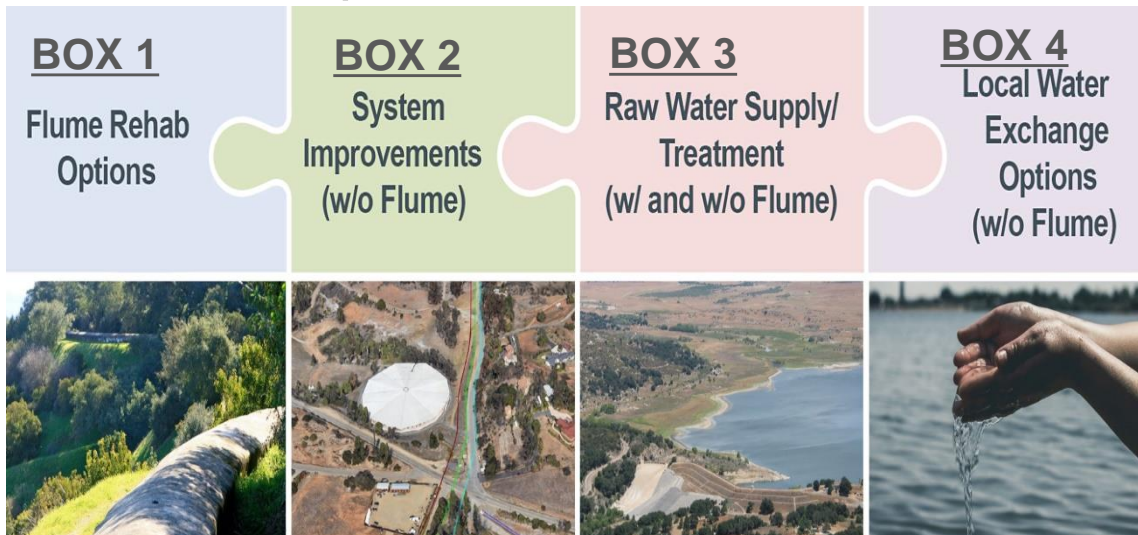 BOX 1
Flume Rehab
Options
BOX 2
System
Improvements
(w/o Flume)
BOX 3
Raw Water Supply/
Treatment
(w/ and w/o Flume)
BOX 4
Local Water
Exchange
Options
(w/o Flume)